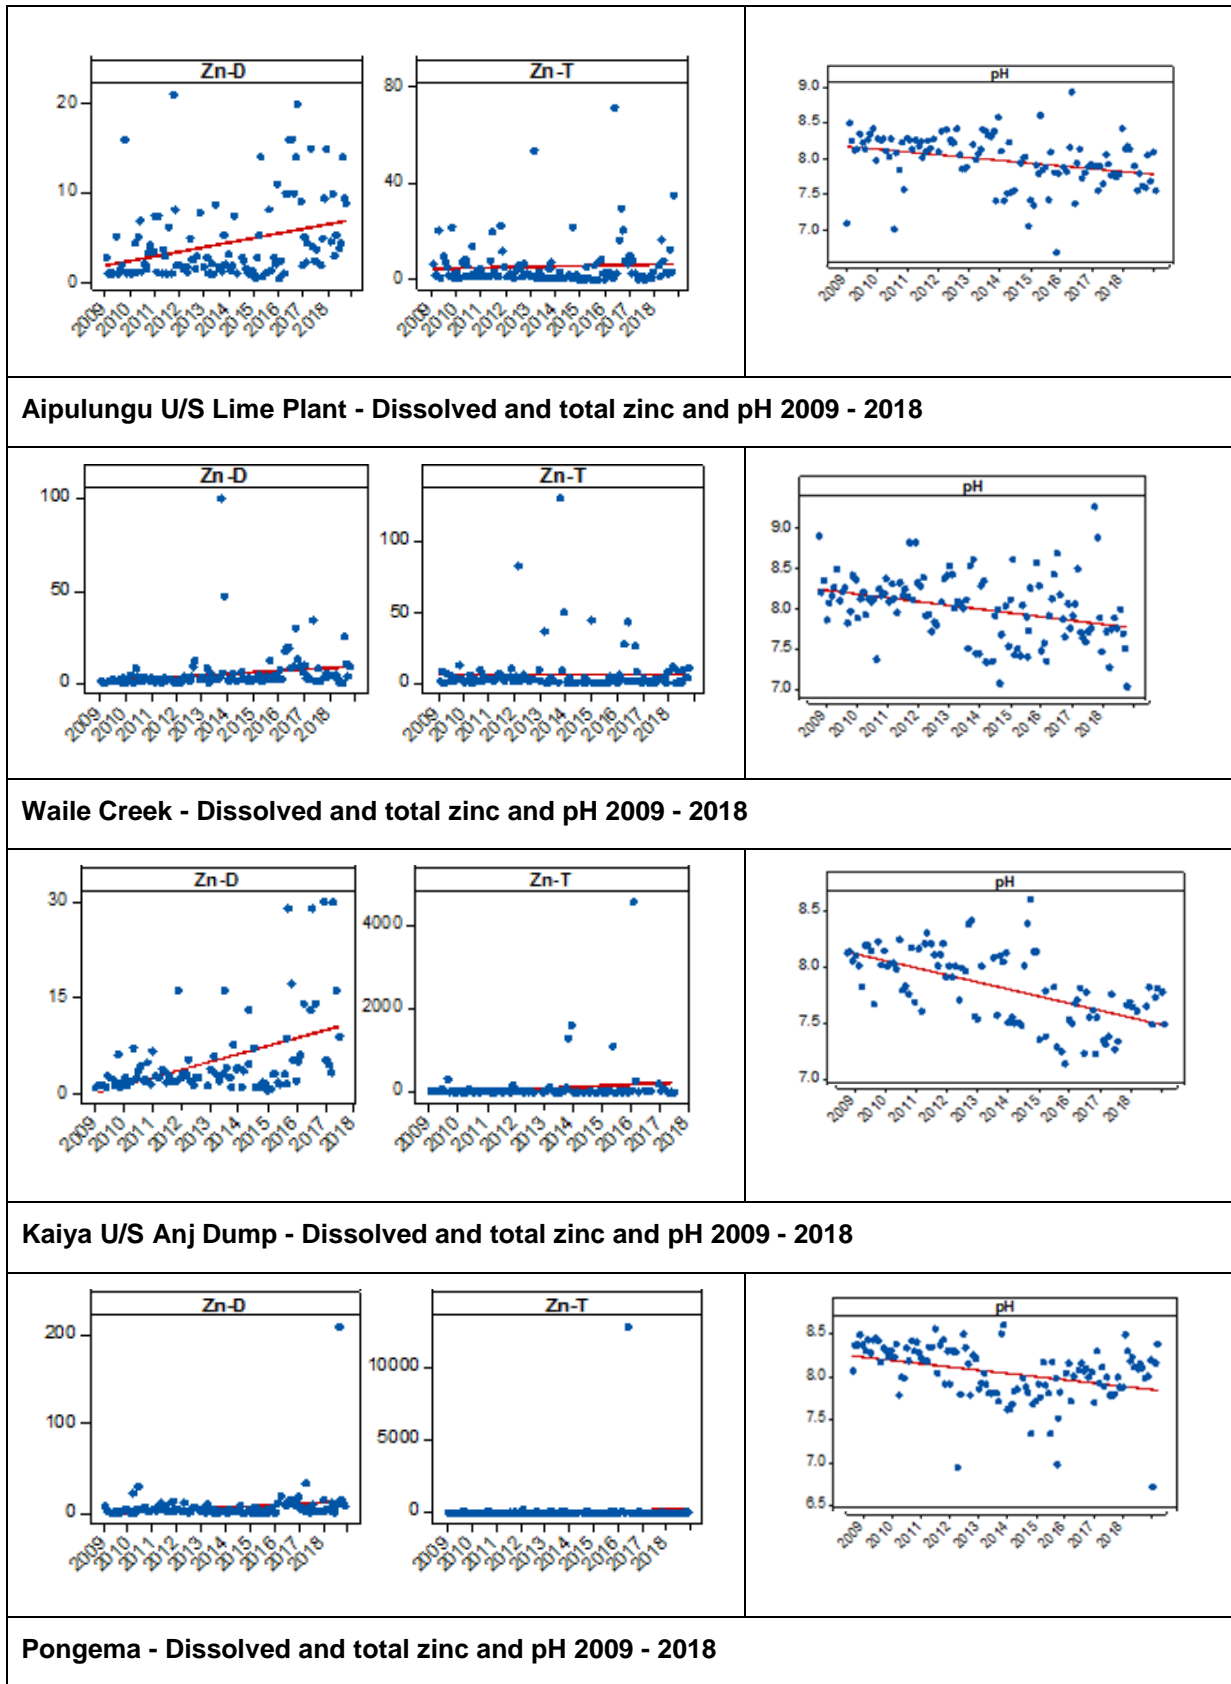 Zn-D Zn-T pH
20
10
0
80
40
0
9.0
8.5
8.0
7.5
7.0
2009 2010 2011 2012 2013 2014 2015 2016 2017 2018
2009 2010 2011 2012 2013 2014 2015 2016 2017 2018
2009 2010 2011 2012 2013 2014 2015 2016 2017 2018
Aipulungu U/S Lime Plant - Dissolved and total zinc and pH 2009 - 2018
Zn-D Zn-T pH
100
50
0
100
50
0
9.0
8.5
8.0
7.5
7.0
2009 2010 2011 2012 2013 2014 2015 2016 2017 2018
2009 2010 2011 2012 2013 2014 2015 2016 2017 2018
2009 2010 2011 2012 2013 2014 2015 2016 2017 2018
Waile Creek - Dissolved and total zinc and pH 2009 - 2018
Zn-D Zn-T pH
30
15
0
4000
2000
0
8.5
8.0
7.5
7.0
2009 2010 2011 2012 2013 2014 2015 2016 2017 2018
2009 2010 2011 2012 2013 2014 2015 2016 2017 2018
2009 2010 2011 2012 2013 2014 2015 2016 2017 2018
Kaiya U/S Anj Dump - Dissolved and total zinc and pH 2009 - 2018
Zn-D Zn-T pH
200
100
0
10000
5000
0
8.5
8.0
7.5
7.0
6.5
2009 2010 2011 2012 2013 2014 2015 2016 2017 2018
2009 2010 2011 2012 2013 2014 2015 2016 2017 2018
2009 2010 2011 2012 2013 2014 2015 2016 2017 2018
Pongema - Dissolved and total zinc and pH 2009 - 2018